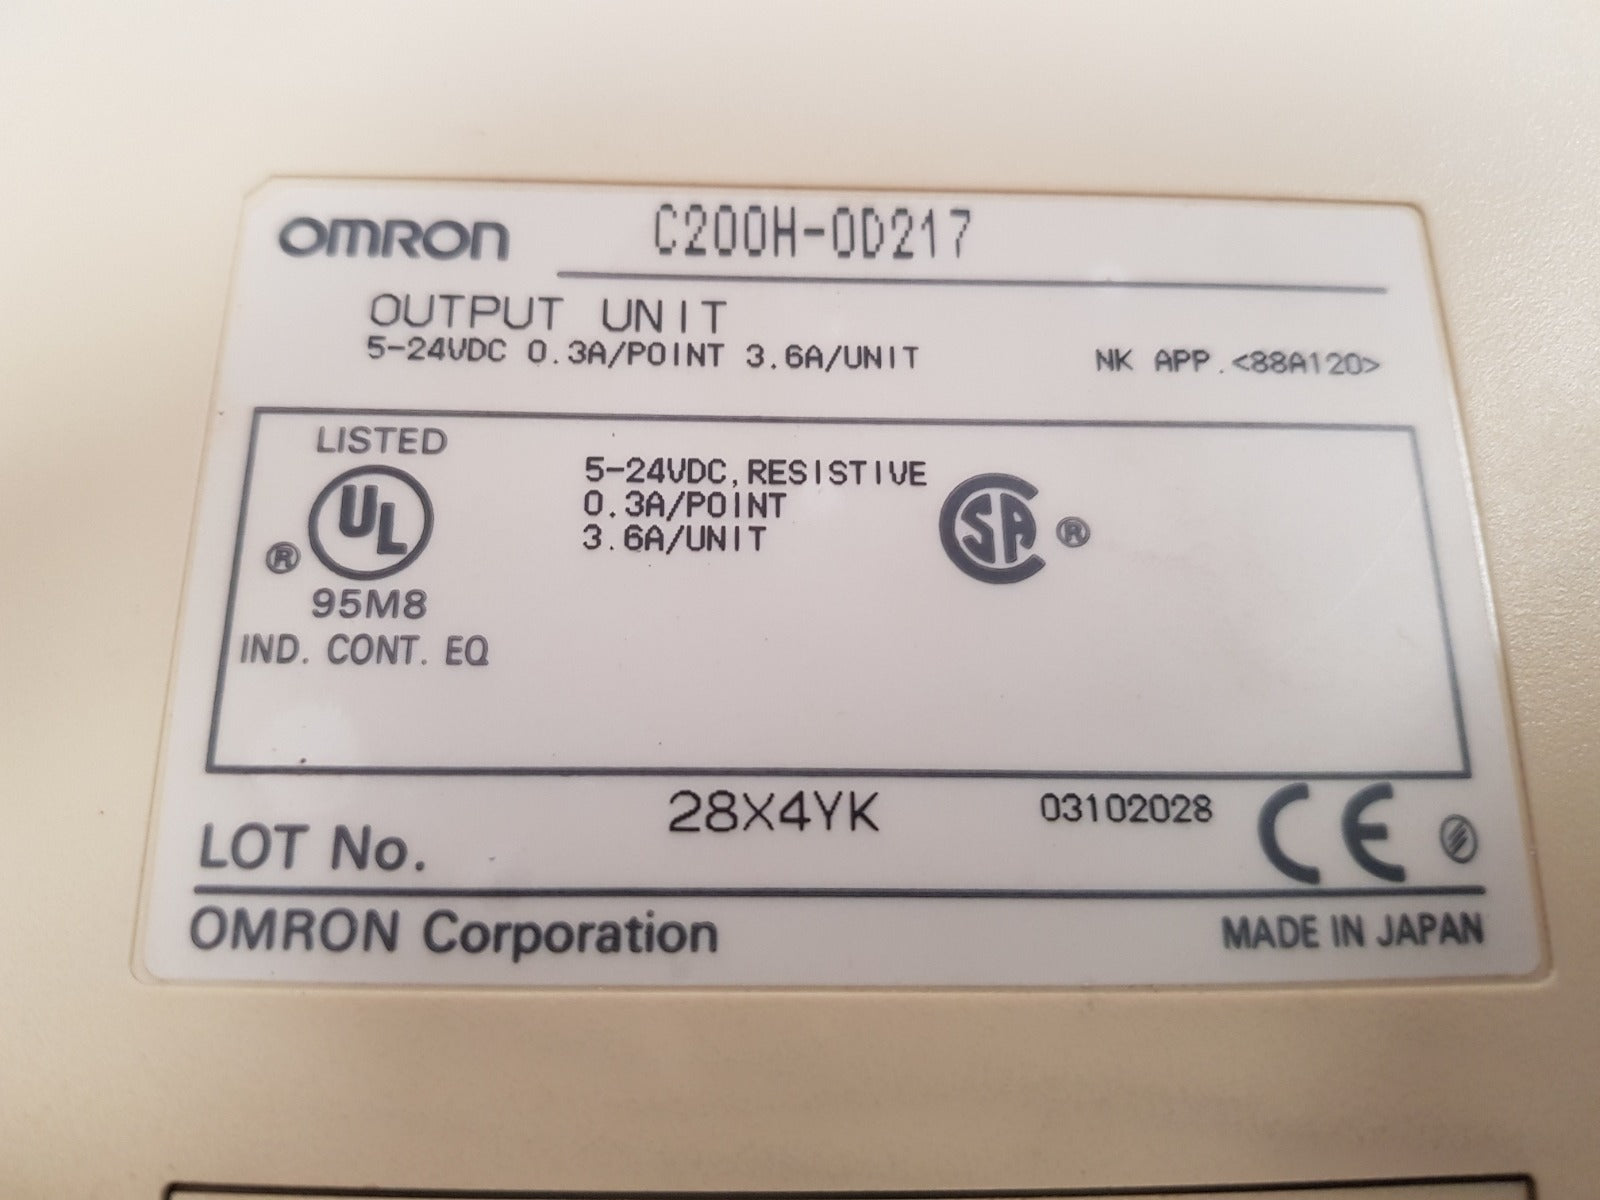 OMRON C200H-OD217
OUTPUT UNIT
5-24VDC 0.3A/POINT 3.6A/UNIT NK APP.<88A120>
LISTED
UL
®
95M8
IND. CONT. EQ
5-24VDC,RESISTIVE
0.3A/POINT
3.6A/UNIT
SA ®
LOT No. 28X4YK 03102028 CE
OMRON Corporation MADE IN JAPAN